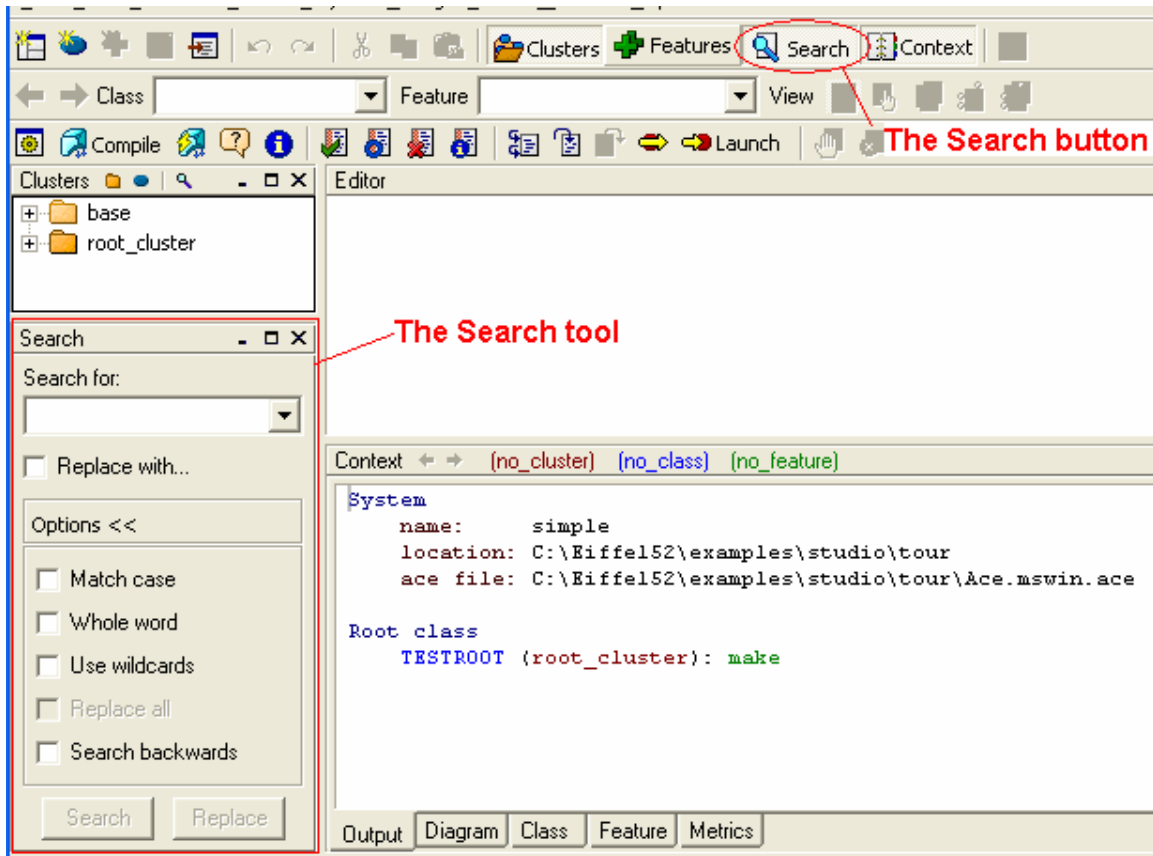 Clusters Features Search Context
Class Feature View
Compile Launch
The Search button
Clusters
Editor
base
root_cluster
Search
The Search tool
Search for:
Replace with...
Options <<
Match case
Whole word
Use wildcards
Replace all
Search backwards
Search Replace
Context (no_cluster) (no_class) (no_feature)
System
name: simple
location: C:\Eiffel52\examples\studio\tour
ace file: C:\Eiffel52\examples\studio\tour\Ace.mswin.ace
Root class
TESTROOT (root_cluster): make
Output Diagram Class Feature Metrics